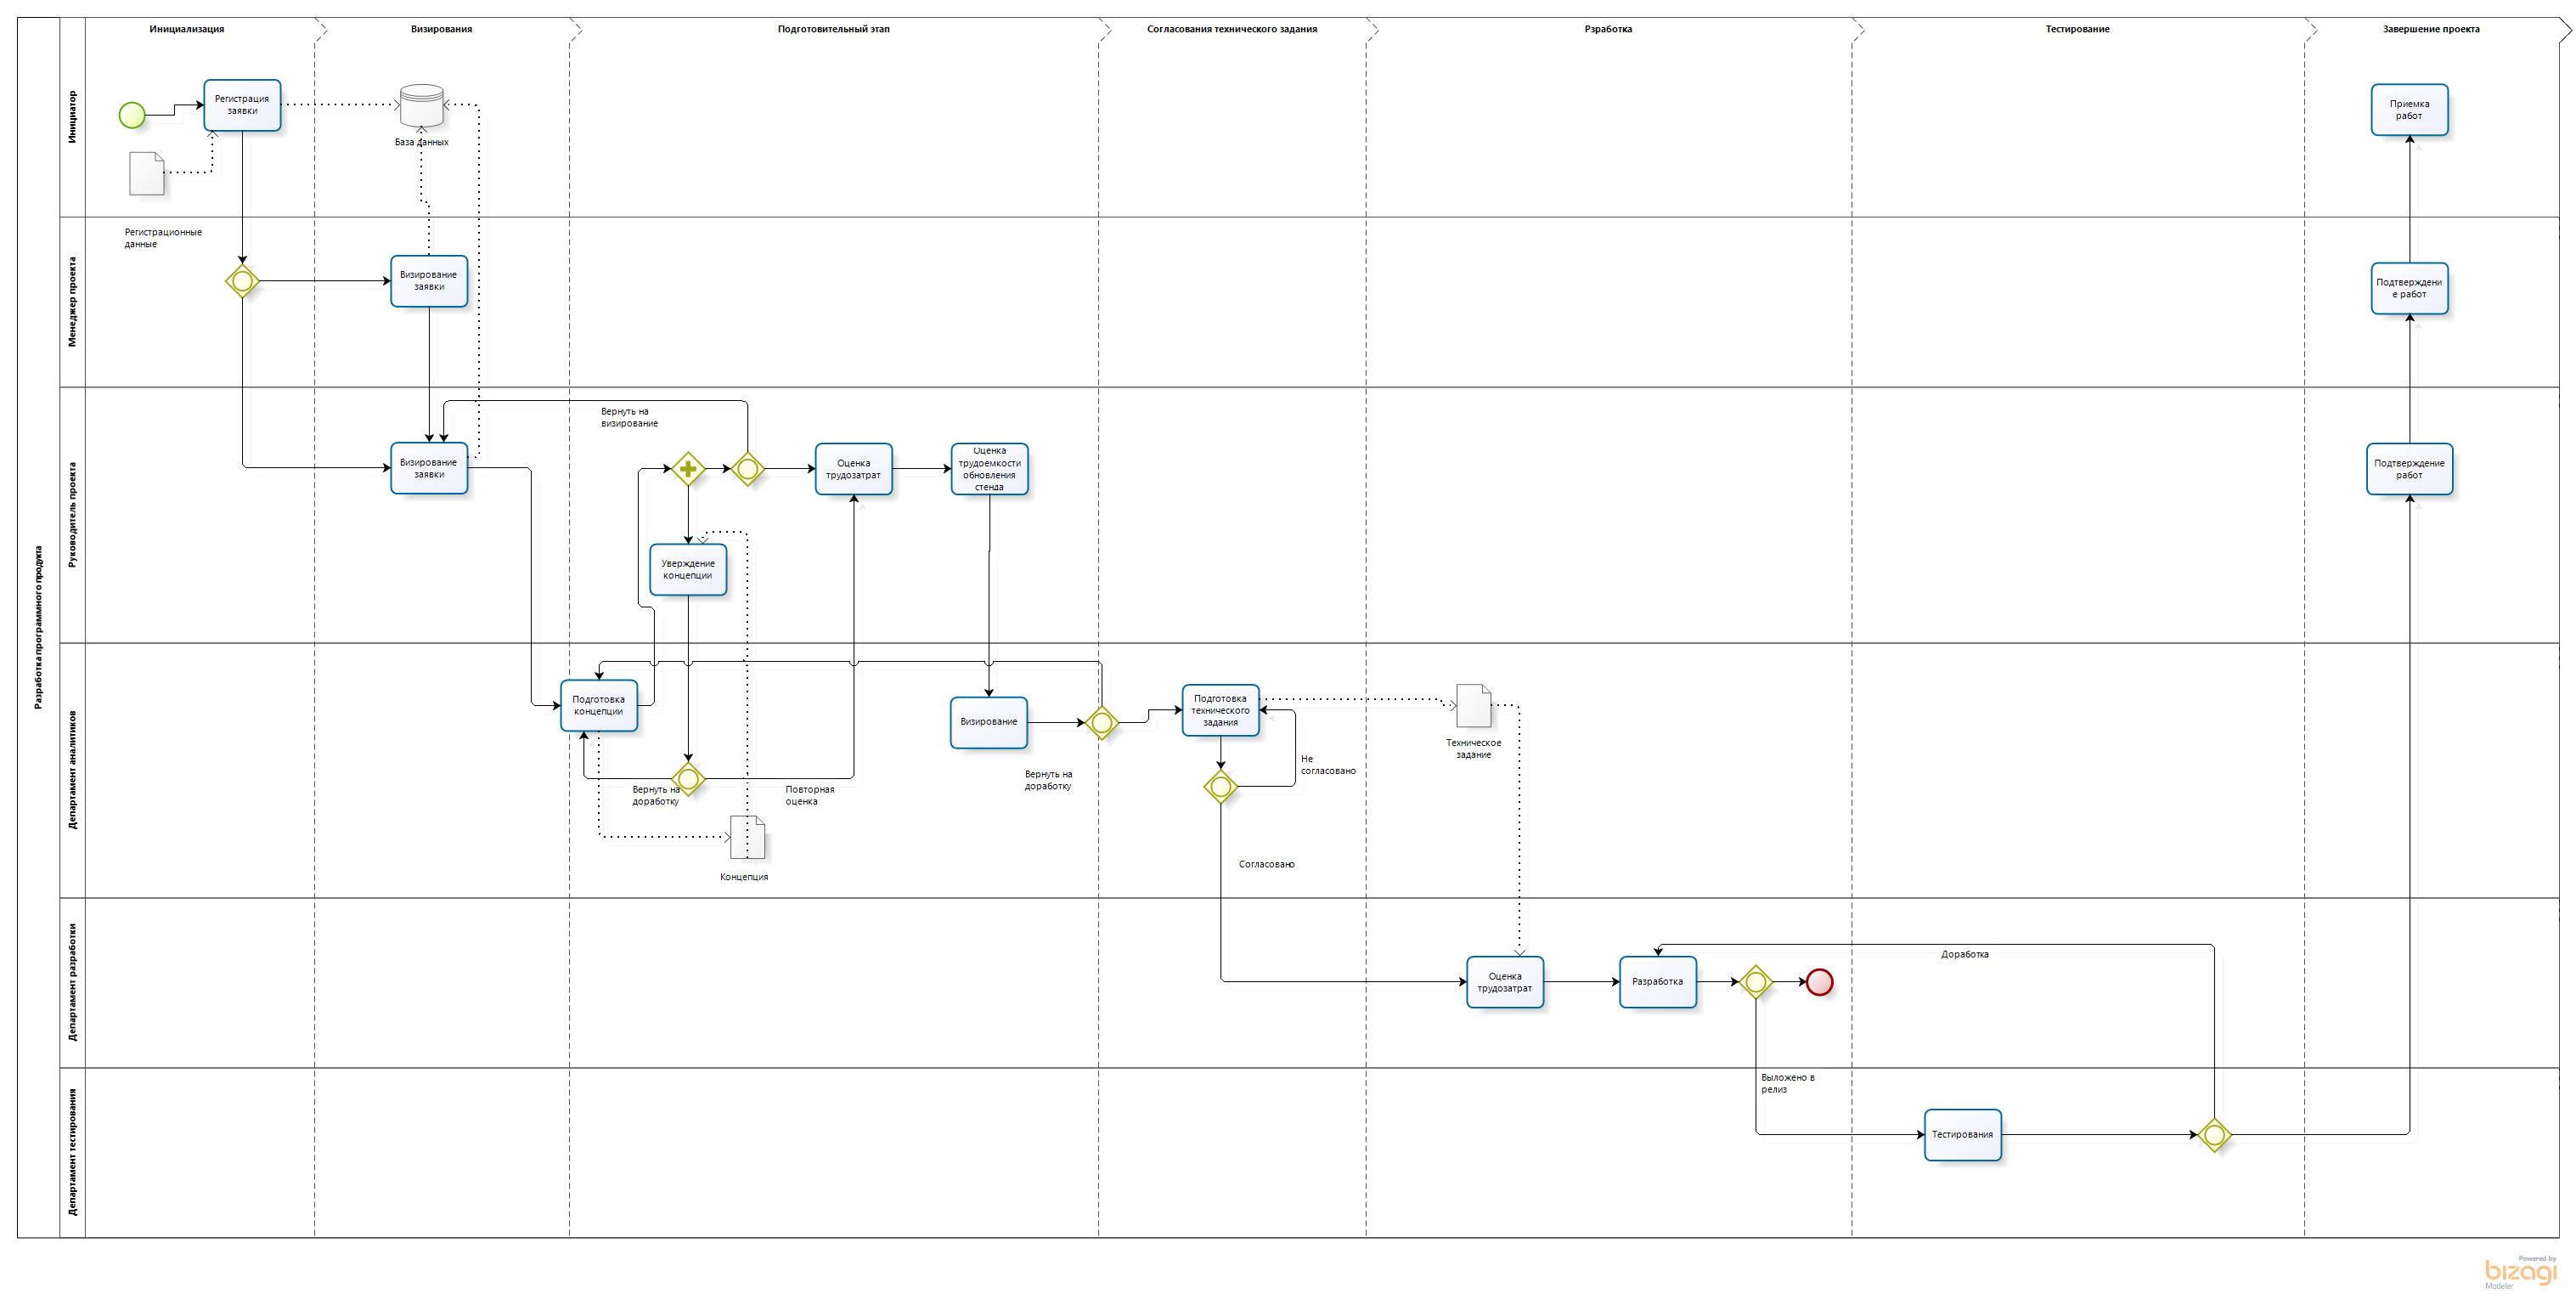 Инициализация
Визирования
Подготовительный этап
Согласования технического задания
Рзработка
Тестирование
Завершение проекта
Разработка программного продукта
Инициатор
Регистрация
заявки
База данных
Приемка
работ
Менеджер проекта
Регистрационные
данные
Визирование
заявки
Подтверждени
е работ
Руководитель проекта
Вернуть на
визирование
Визирование
заявки
Оценка
трудозатрат
Оценка
трудоемкости
обновления
стенда
Подтверждение
работ
Уверждение
концепции
Департамент аналитиков
Подготовка
концепции
Визирование
Подготовка
технического
задания
Техническое
задание
Не
согласовано
Вернуть на
доработку
Повторная
оценка
Вернуть на
доработку
Согласовано
Концепция
Департамент разработки
Доработка
Оценка
трудозатрат
Разработка
Департамент тестирования
Выложено в
релиз
Тестирования
Powered by
bizagi
Modeler